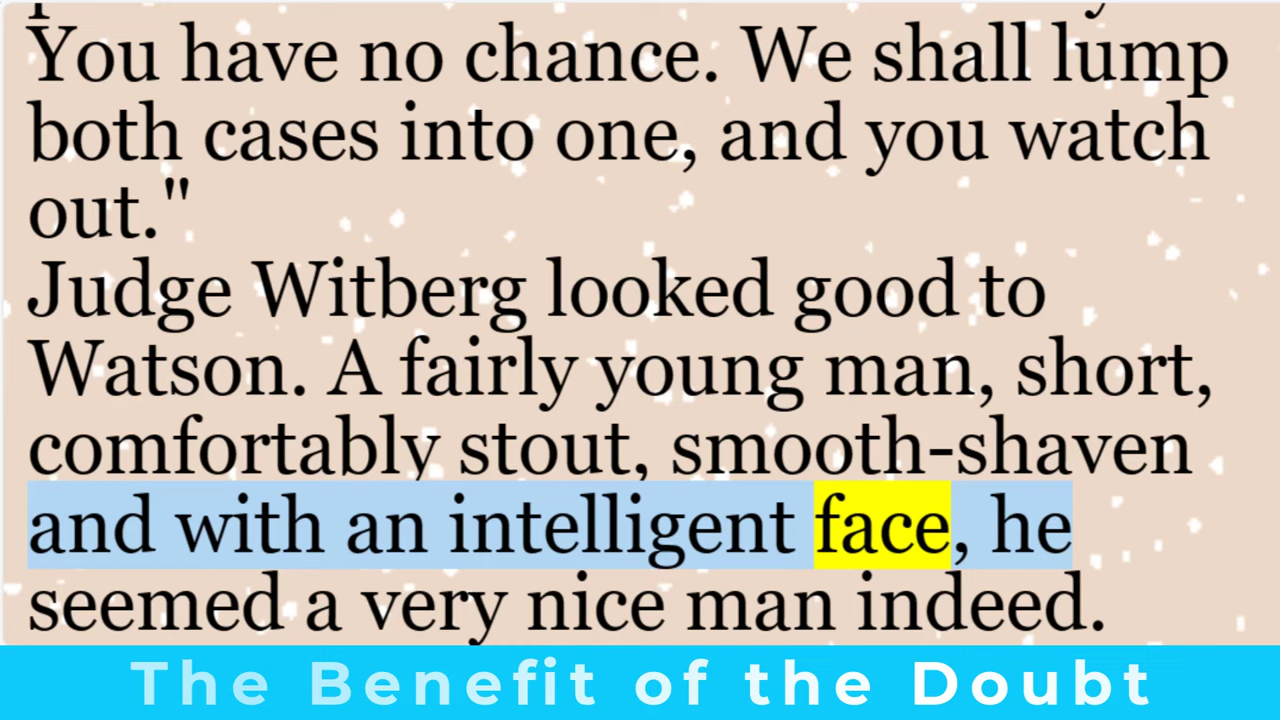 You have no chance. We shall lump
both cases into one, and you watch
out."
Judge Witberg looked good to
Watson. A fairly young man, short,
comfortably stout, smooth-shaven
and with an intelligent face, he
seemed a very nice man indeed.
The Benefit of the Doubt